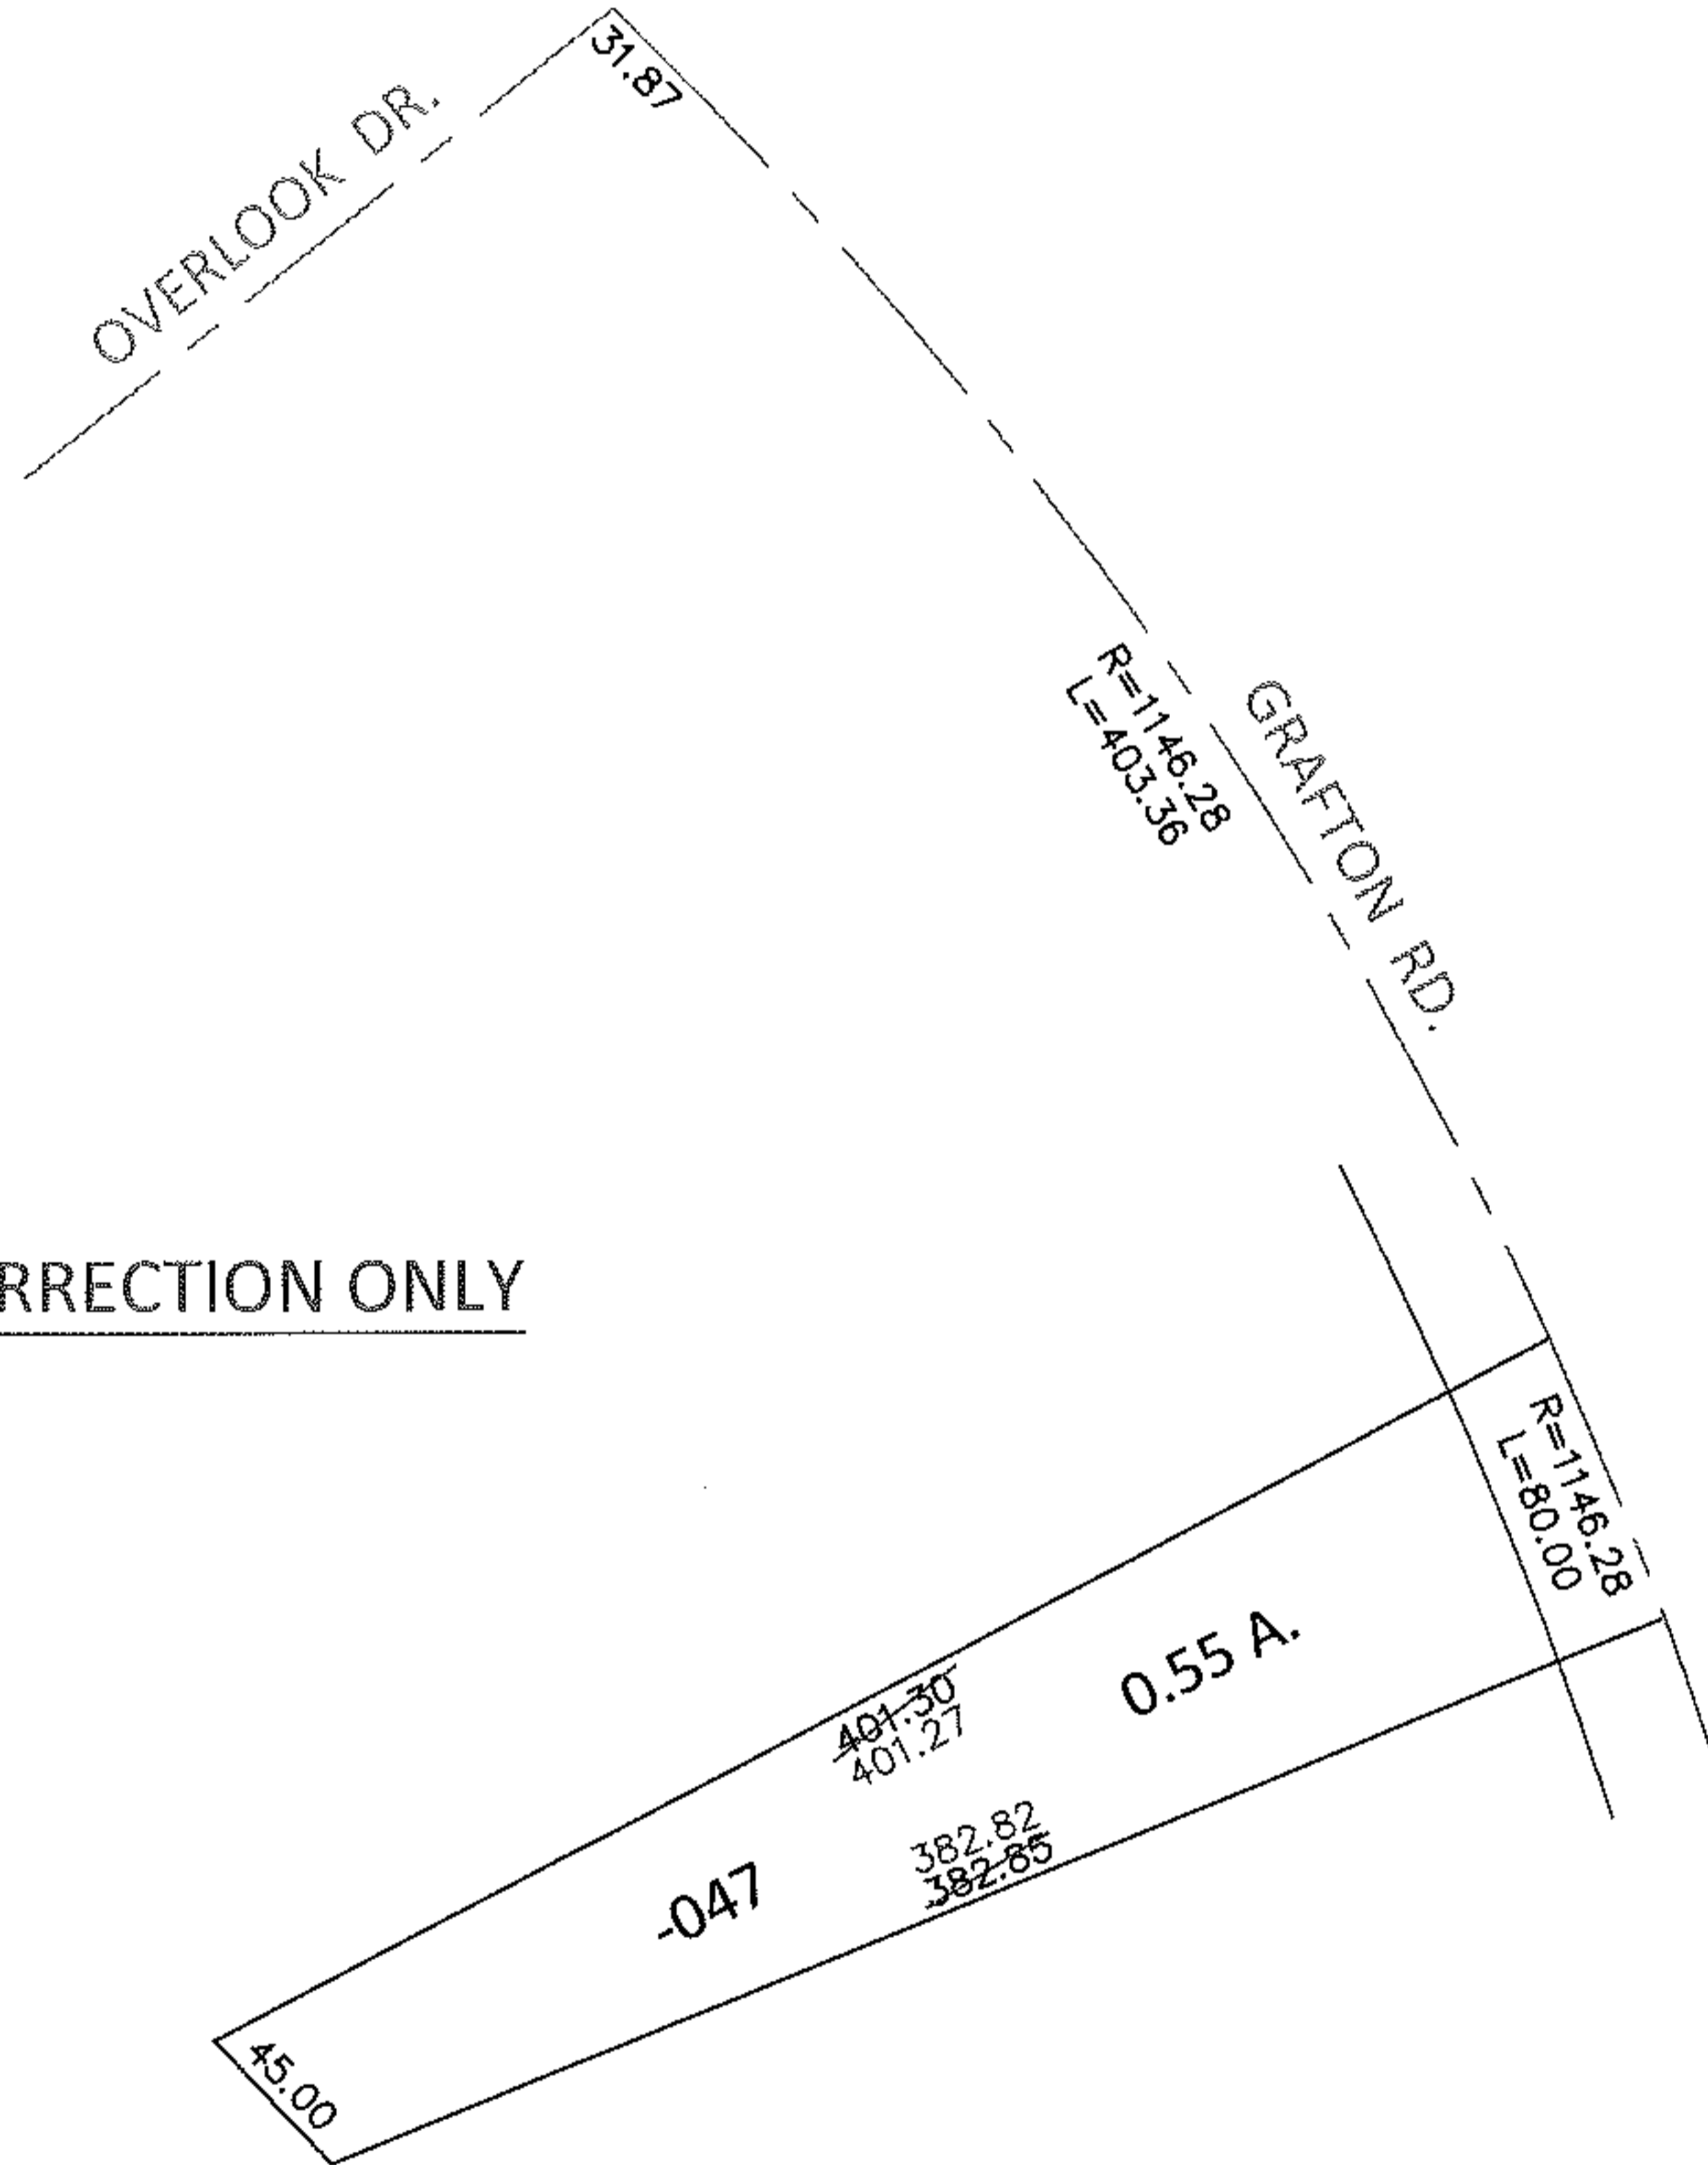 31.87
OVERLOOK DR.
R=1146.28
L=403.36
GRAFTON RD.
RRECTION ONLY
R=1146.28
L=80.00
0.55 A.
401.30
401.27
382.82
382.85
-047
45.00